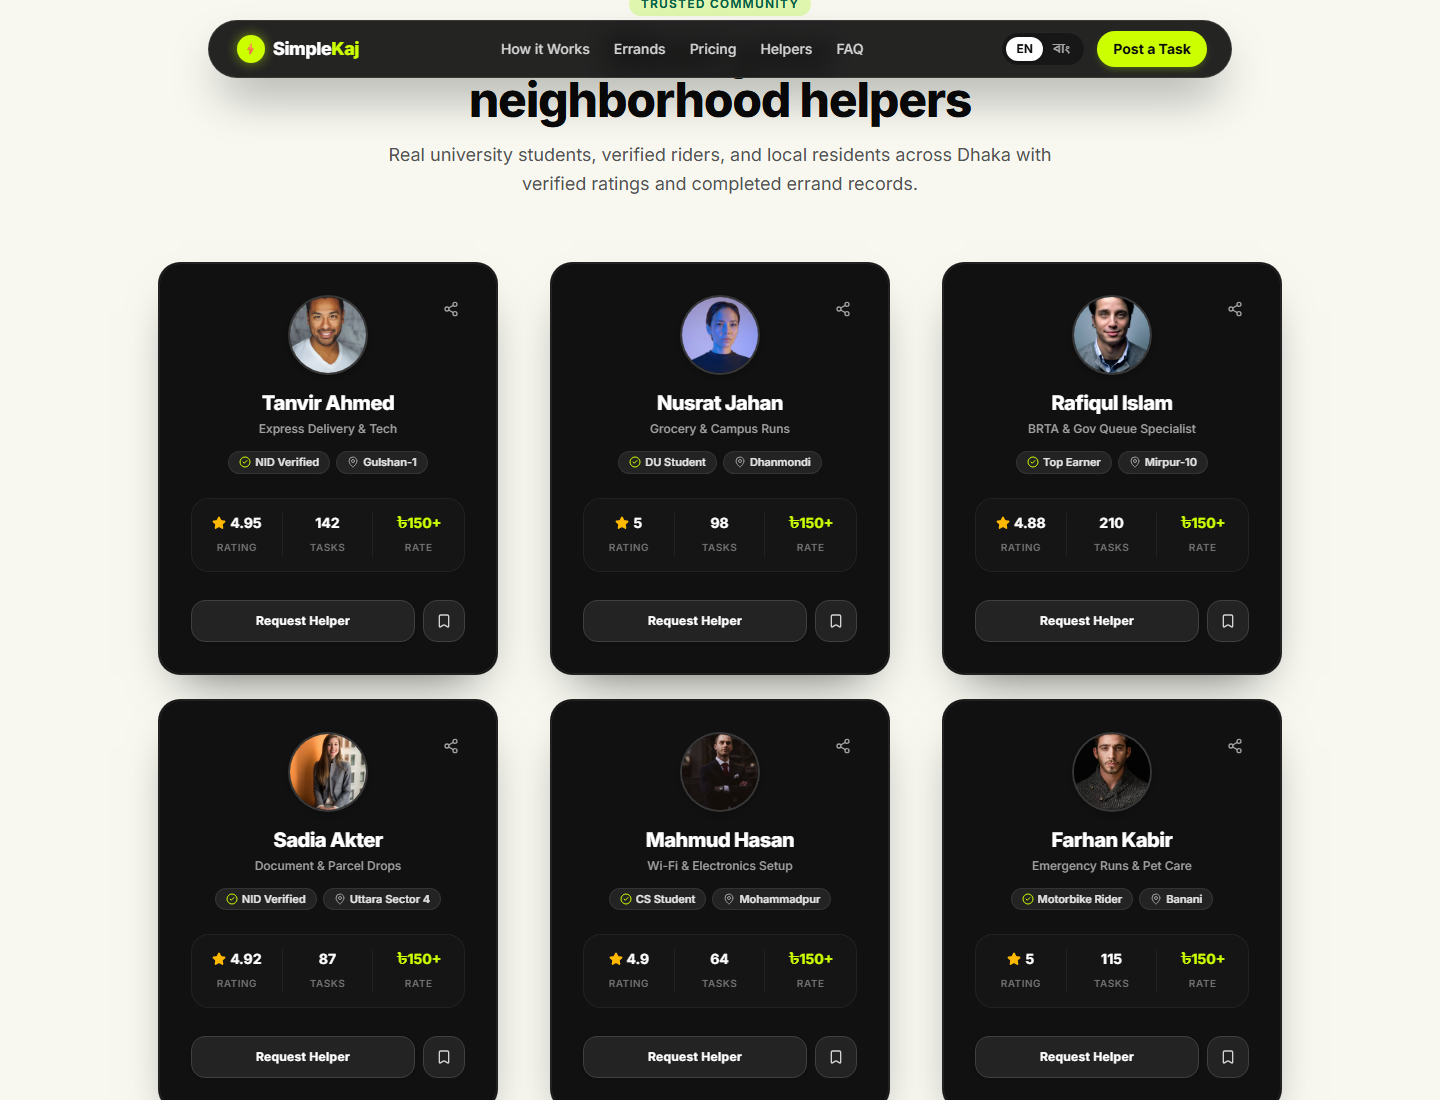 TRUSTED COMMUNITY
SimpleKaj
How it Works
Errands
Pricing
Helpers
FAQ
EN
বাং
Post a Task
neighborhood helpers
Real university students, verified riders, and local residents across Dhaka with
verified ratings and completed errand records.
Tanvir Ahmed
Express Delivery & Tech
NID Verified
Gulshan-1
4.95
142
৳150+
RATING
TASKS
RATE
Request Helper
Nusrat Jahan
Grocery & Campus Runs
DU Student
Dhanmondi
5
98
৳150+
RATING
TASKS
RATE
Request Helper
Rafiqul Islam
BRTA & Gov Queue Specialist
Top Earner
Mirpur-10
4.88
210
৳150+
RATING
TASKS
RATE
Request Helper
Sadia Akter
Document & Parcel Drops
NID Verified
Uttara Sector 4
4.92
87
৳150+
RATING
TASKS
RATE
Request Helper
Mahmud Hasan
Wi-Fi & Electronics Setup
CS Student
Mohammadpur
4.9
64
৳150+
RATING
TASKS
RATE
Request Helper
Farhan Kabir
Emergency Runs & Pet Care
Motorbike Rider
Banani
5
115
৳150+
RATING
TASKS
RATE
Request Helper